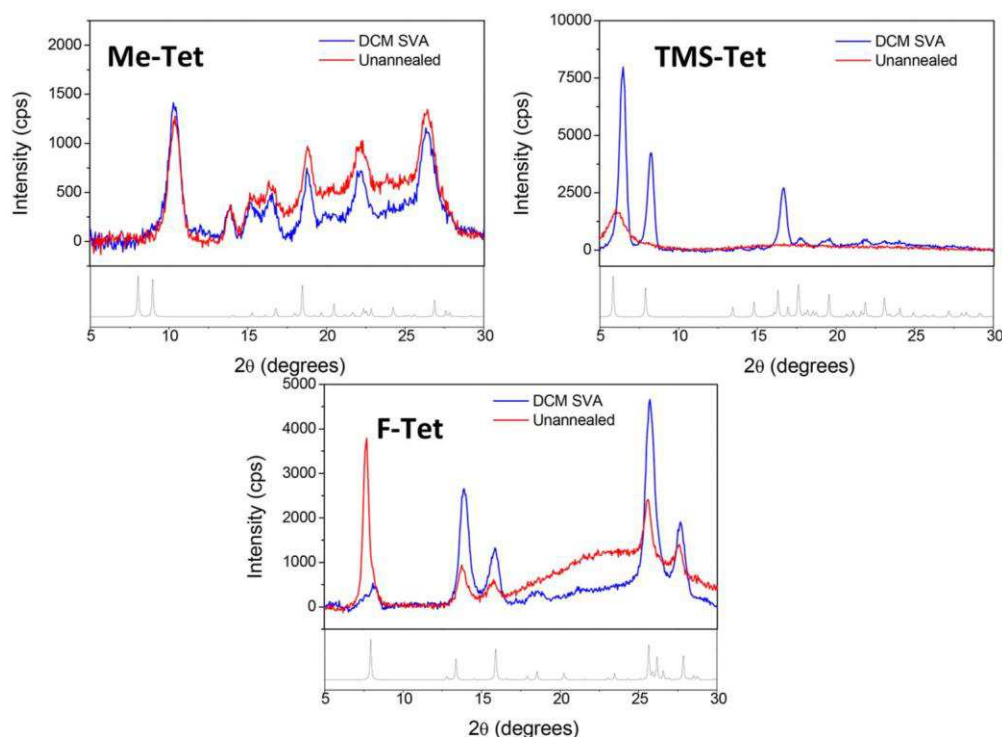 Me-Tet
DCM SVA
Unannealed
Intensity (cps)
2000
1500
1000
500
0
5 10 15 20 25 30
2θ (degrees)
TMS-Tet
DCM SVA
Unannealed
Intensity (cps)
10000
7500
5000
2500
0
5 10 15 20 25 30
2θ (degrees)
F-Tet
DCM SVA
Unannealed
Intensity (cps)
5000
4000
3000
2000
1000
0
5 10 15 20 25 30
2θ (degrees)